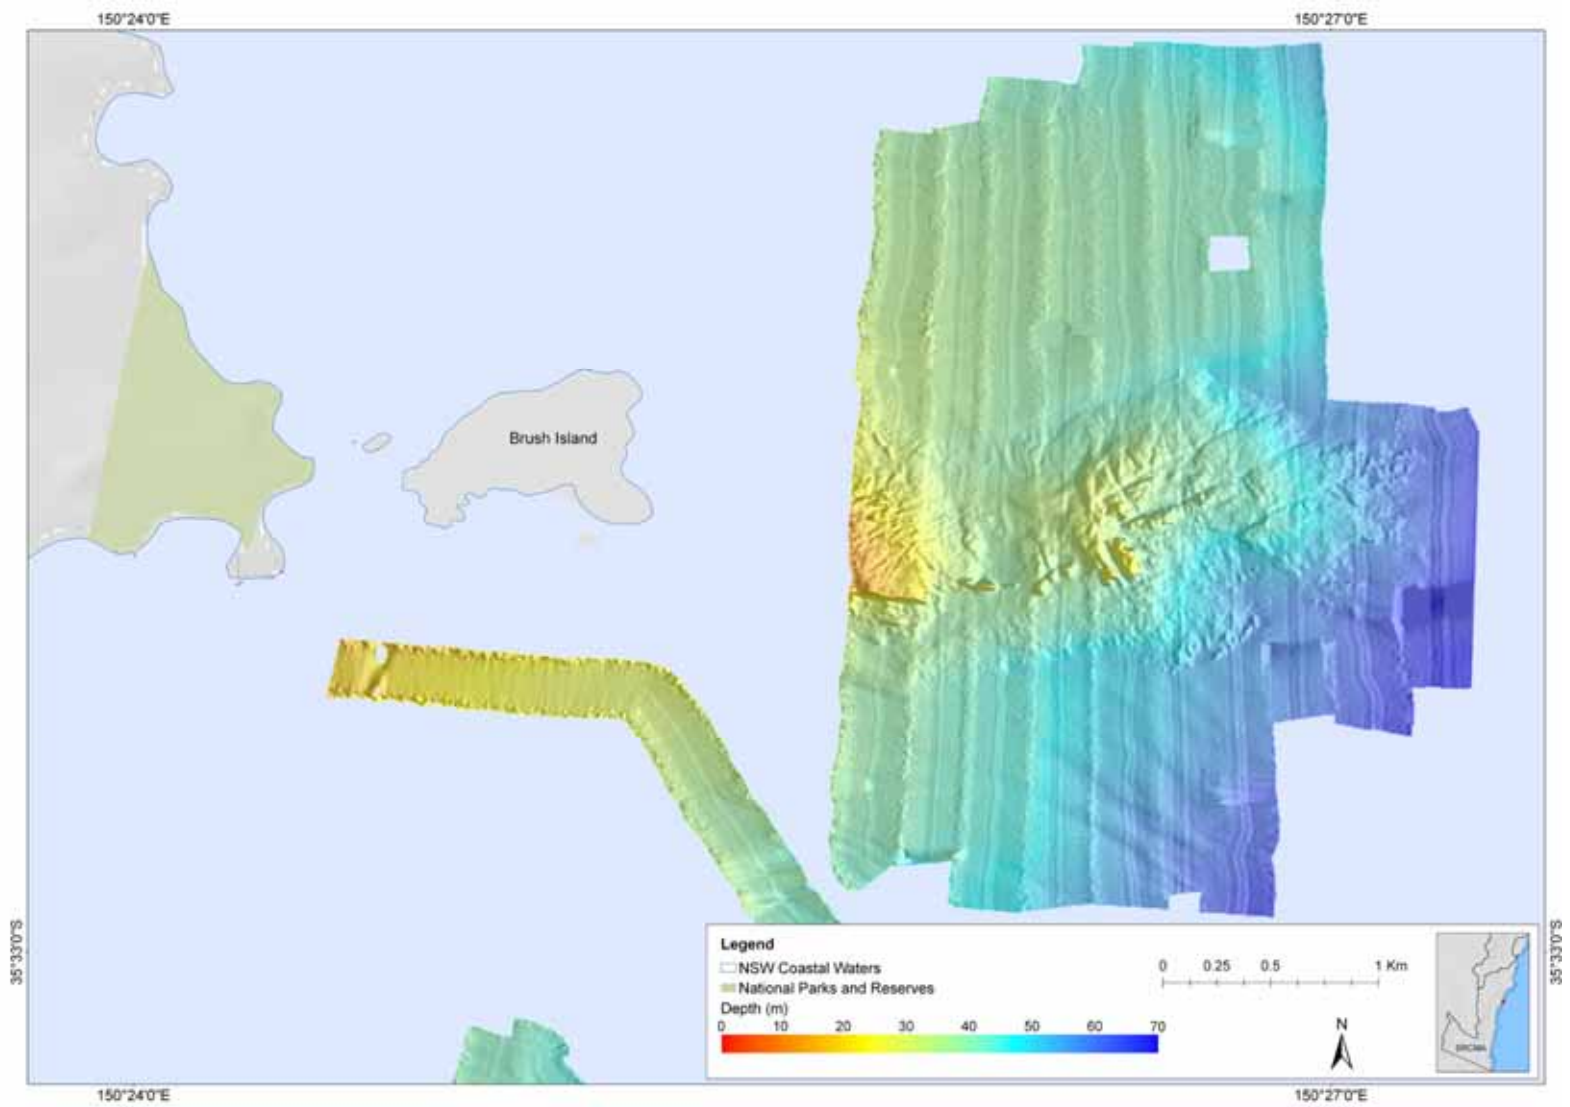 150°24'0"E
150°27'0"E
Brush Island
35°33'0"S
35°33'0"S
Legend
NSW Coastal Waters
National Parks and Reserves
Depth (m)
0 10 20 30 40 50 60 70
0 0.25 0.5 1 Km
N
150°24'0"E
150°27'0"E